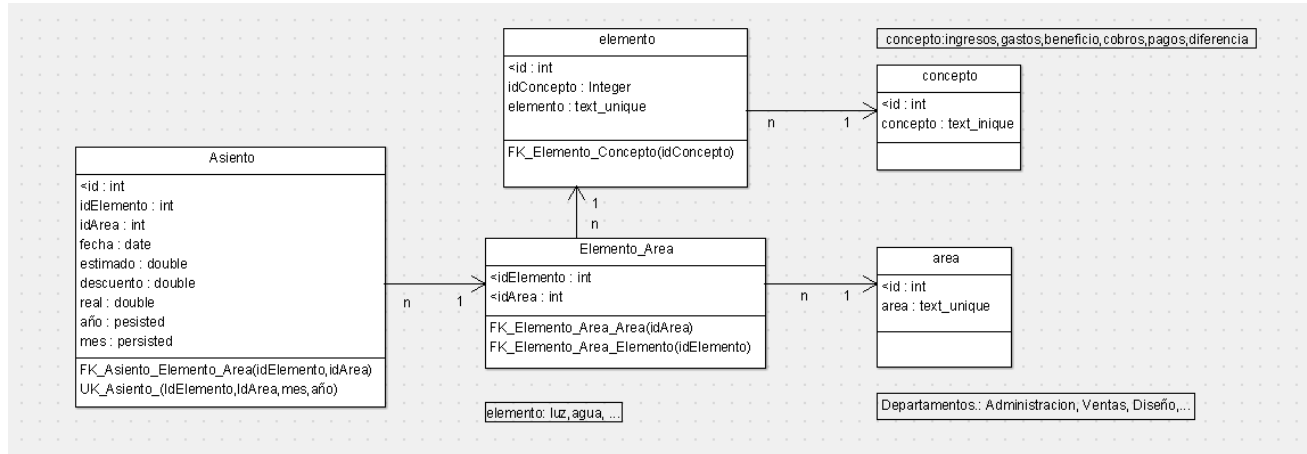 elemento
<id : int
idConcepto : Integer
elemento : text_unique
FK_Elemento_Concepto(idConcepto)
concepto:ingresos,gastos,beneficio,cobros,pagos,diferencia
concepto
<id : int
concepto : text_inique
n
1
Asiento
<id : int
idElemento : int
idArea : int
fecha : date
estimado : double
descuento : double
real : double
año : pesisted
mes : persisted
FK_Asiento_Elemento_Area(idElemento,idArea)
UK_Asiento_(IdElemento,IdArea,mes,año)
n
1
1
n
Elemento_Area
<idElemento : int
<idArea : int
FK_Elemento_Area_Area(idArea)
FK_Elemento_Area_Elemento(idElemento)
n
1
area
<id : int
area : text_unique
elemento: luz,agua, ...
Departamentos.: Administracion, Ventas, Diseño,...